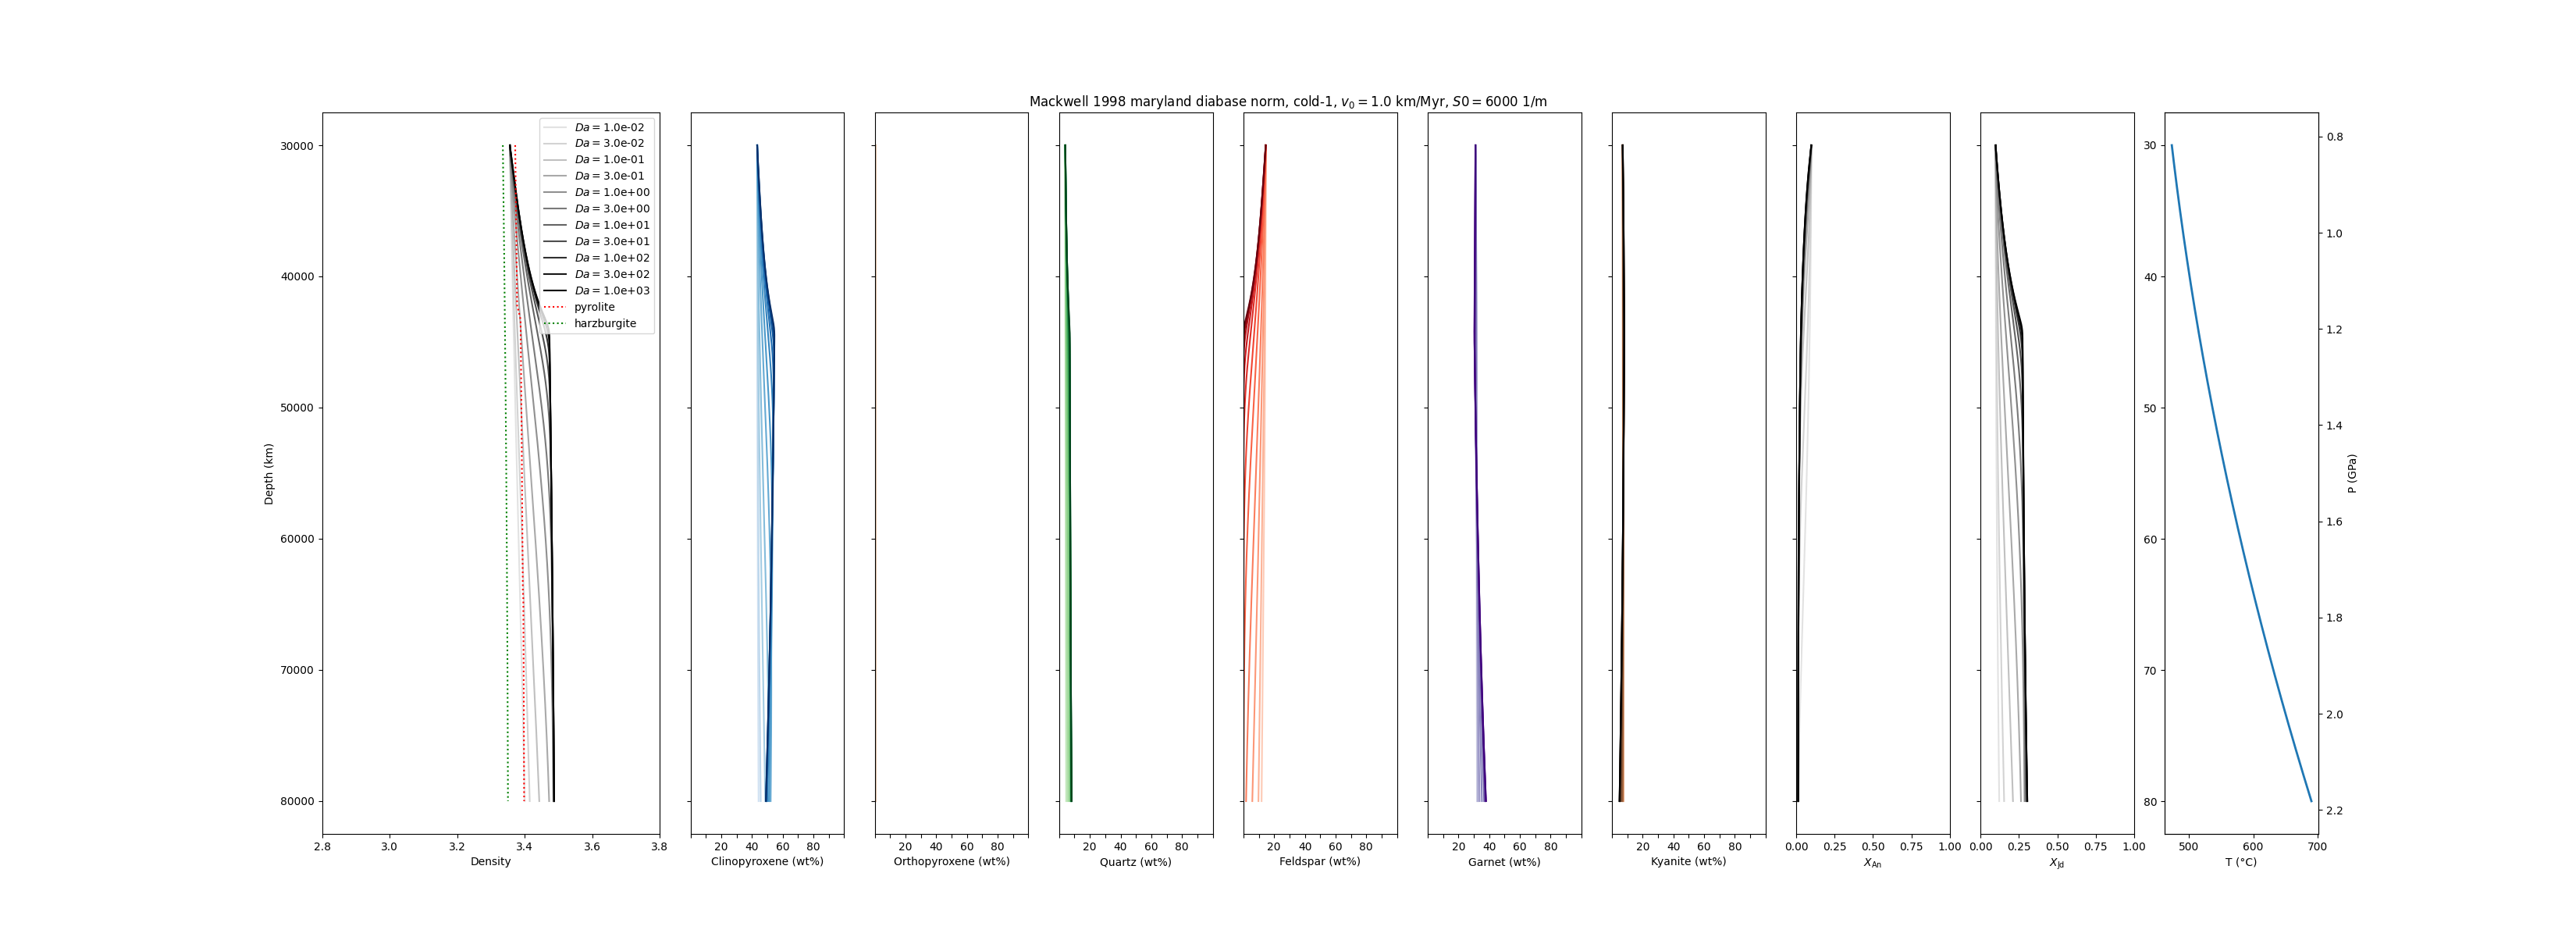 Mackwell 1998 maryland diabase norm, cold-1, v₀ = 1.0 km/Myr, S0 = 6000 1/m
Da = 1.0e-02
Da = 3.0e-02
Da = 1.0e-01
Da = 3.0e-01
Da = 1.0e+00
Da = 3.0e+00
Da = 1.0e+01
Da = 3.0e+01
Da = 1.0e+02
Da = 3.0e+02
Da = 1.0e+03
pyrolite
harzburgite
Depth (km)
30000
40000
50000
60000
70000
80000
2.8 3.0 3.2 3.4 3.6 3.8
Density
20 40 60 80
Clinopyroxene (wt%)
20 40 60 80
Orthopyroxene (wt%)
20 40 60 80
Quartz (wt%)
20 40 60 80
Feldspar (wt%)
20 40 60 80
Garnet (wt%)
20 40 60 80
Kyanite (wt%)
0.00 0.25 0.50 0.75 1.00
X_An
0.00 0.25 0.50 0.75 1.00
X_Jd
30
40
50
60
70
80
500 600 700
T (°C)
0.8
1.0
1.2
1.4
1.6
1.8
2.0
2.2
P (GPa)